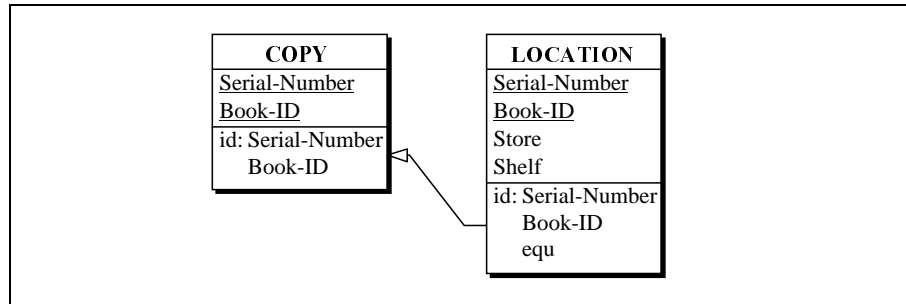 COPY
Serial-Number
Book-ID
id: Serial-Number
Book-ID
LOCATION
Serial-Number
Book-ID
Store
Shelf
id: Serial-Number
Book-ID
equ